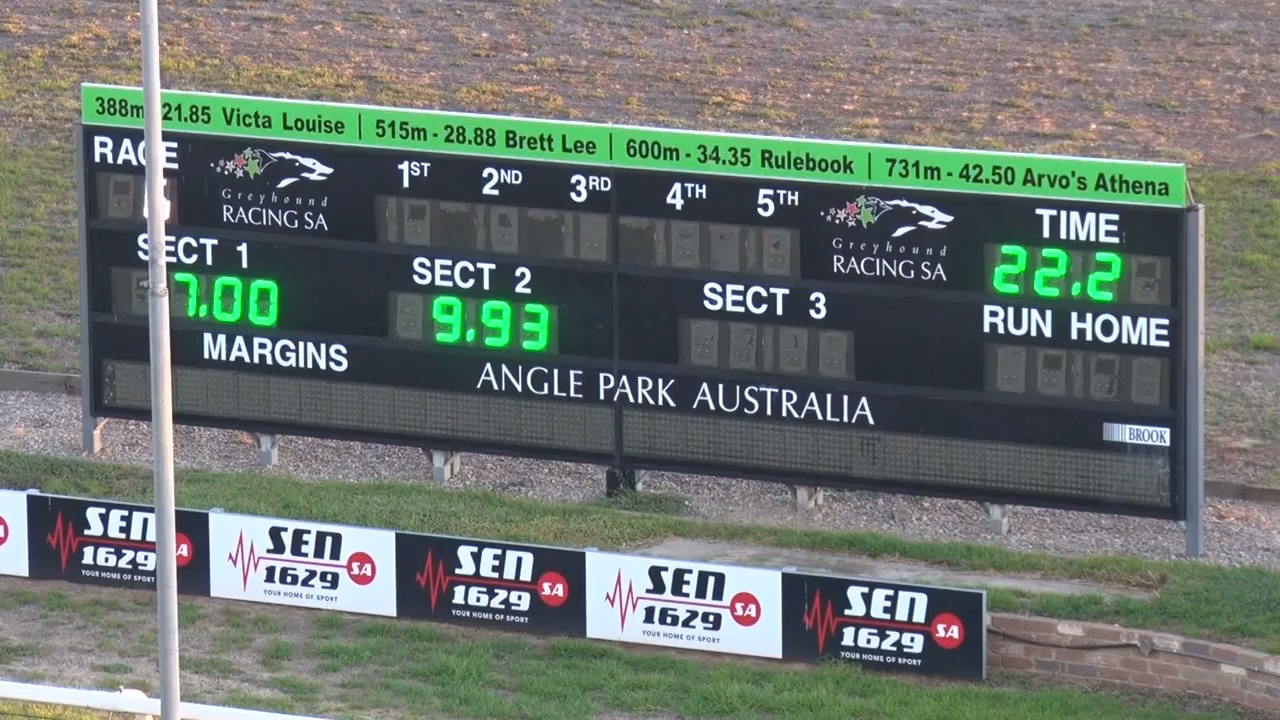 388m 21.85 Victa Louise | 515m - 28.88 Brett Lee | 600m - 34.35 Rulebook | 731m - 42.50 Arvo's Athena
RACE
Greyhound
RACING SA
1ST 2ND 3RD 4TH 5TH
Greyhound
RACING SA
TIME
22.2
SECT 1
7.00
SECT 2
9.93
SECT 3
RUN HOME
MARGINS
ANGLE PARK AUSTRALIA
BROOK
SEN
1629 SA
YOUR HOME OF SPORT
SEN
1629 SA
YOUR HOME OF SPORT
SEN
1629 SA
YOUR HOME OF SPORT
SEN
1629 SA
YOUR HOME OF SPORT
SEN
1629 SA
YOUR HOME OF SPORT